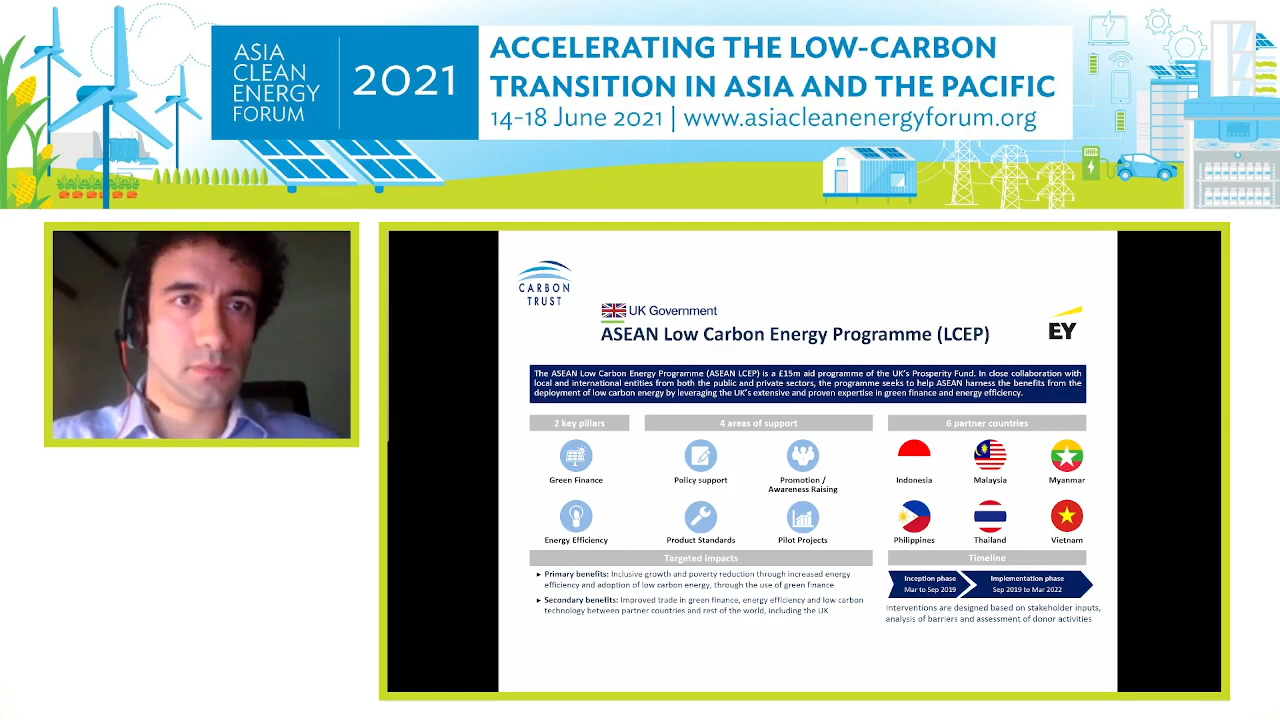 ASIA
CLEAN
ENERGY
FORUM
2021
ACCELERATING THE LOW-CARBON
TRANSITION IN ASIA AND THE PACIFIC
14-18 June 2021 | www.asiacleanenergyforum.org
CARBON
TRUST
UK Government
ASEAN Low Carbon Energy Programme (LCEP)
EY
The ASEAN Low Carbon Energy Programme (ASEAN LCEP) is a £15m aid programme of the UK's Prosperity Fund. In close collaboration with
local and international entities from both the public and private sectors, the programme seeks to help ASEAN harness the benefits from the
deployment of low carbon energy by leveraging the UK's extensive and proven expertise in green finance and energy efficiency.
2 key pillars
Green Finance
Energy Efficiency
4 areas of support
Policy support
Promotion /
Awareness Raising
Product Standards
Pilot Projects
6 partner countries
Indonesia
Malaysia
Myanmar
Philippines
Thailand
Vietnam
Targeted impacts
► Primary benefits: Inclusive growth and poverty reduction through increased energy
efficiency and adoption of low carbon energy, through the use of green finance
► Secondary benefits: Improved trade in green finance, energy efficiency and low carbon
technology between partner countries and rest of the world, including the UK
Timeline
Inception phase
Mar to Sep 2019
Implementation phase
Sep 2019 to Mar 2022
Interventions are designed based on stakeholder inputs,
analysis of barriers and assessment of donor activities